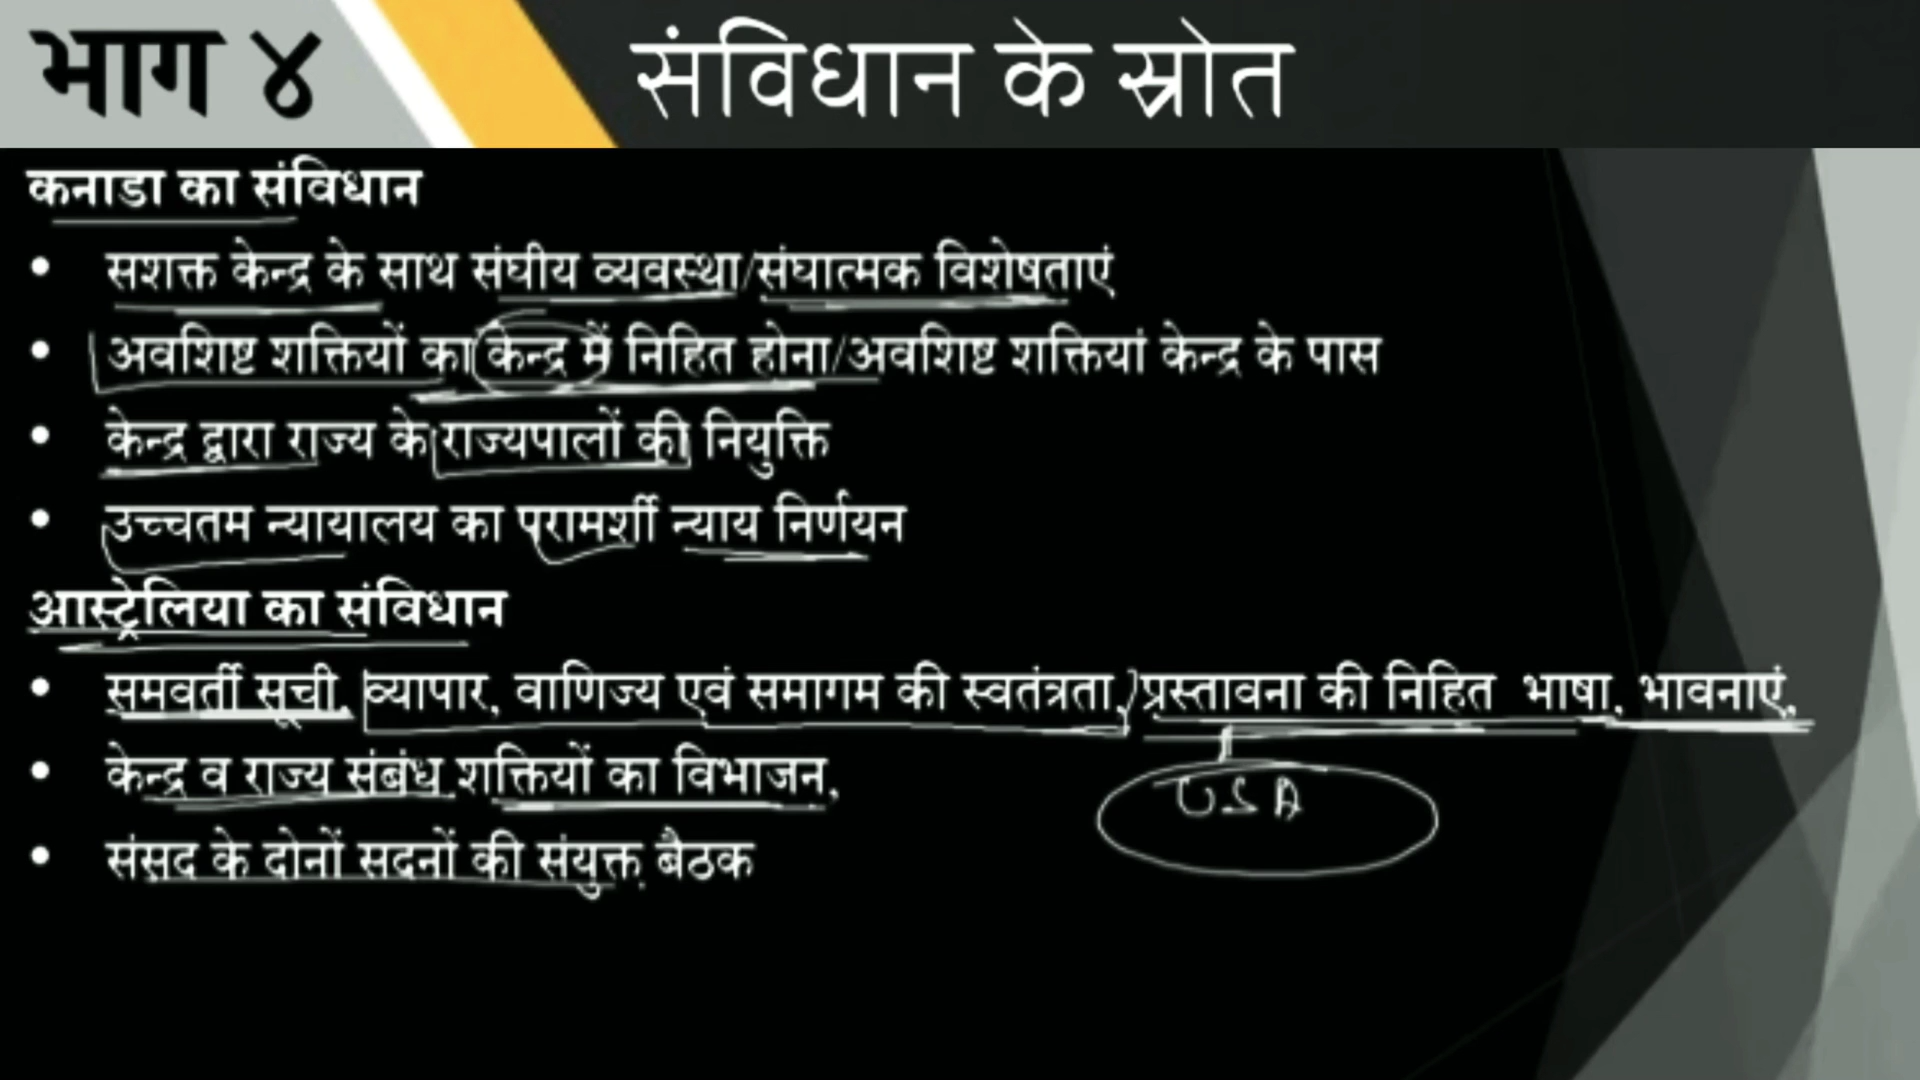 भाग ४
संविधान के स्रोत
कनाडा का संविधान
• सशक्त केन्द्र के साथ संघीय व्यवस्था/संघात्मक विशेषताएं
• अवशिष्ट शक्तियों का केन्द्र में निहित होना/अवशिष्ट शक्तियां केन्द्र के पास
• केन्द्र द्वारा राज्य के राज्यपालों की नियुक्ति
• उच्चतम न्यायालय का परामर्शी न्याय निर्णयन
आस्ट्रेलिया का संविधान
• समवर्ती सूची, व्यापार, वाणिज्य एवं समागम की स्वतंत्रता, प्रस्तावना की निहित भाषा, भावनाएं,
• केन्द्र व राज्य संबंध शक्तियों का विभाजन,
USA
• संसद के दोनों सदनों की संयुक्त बैठक